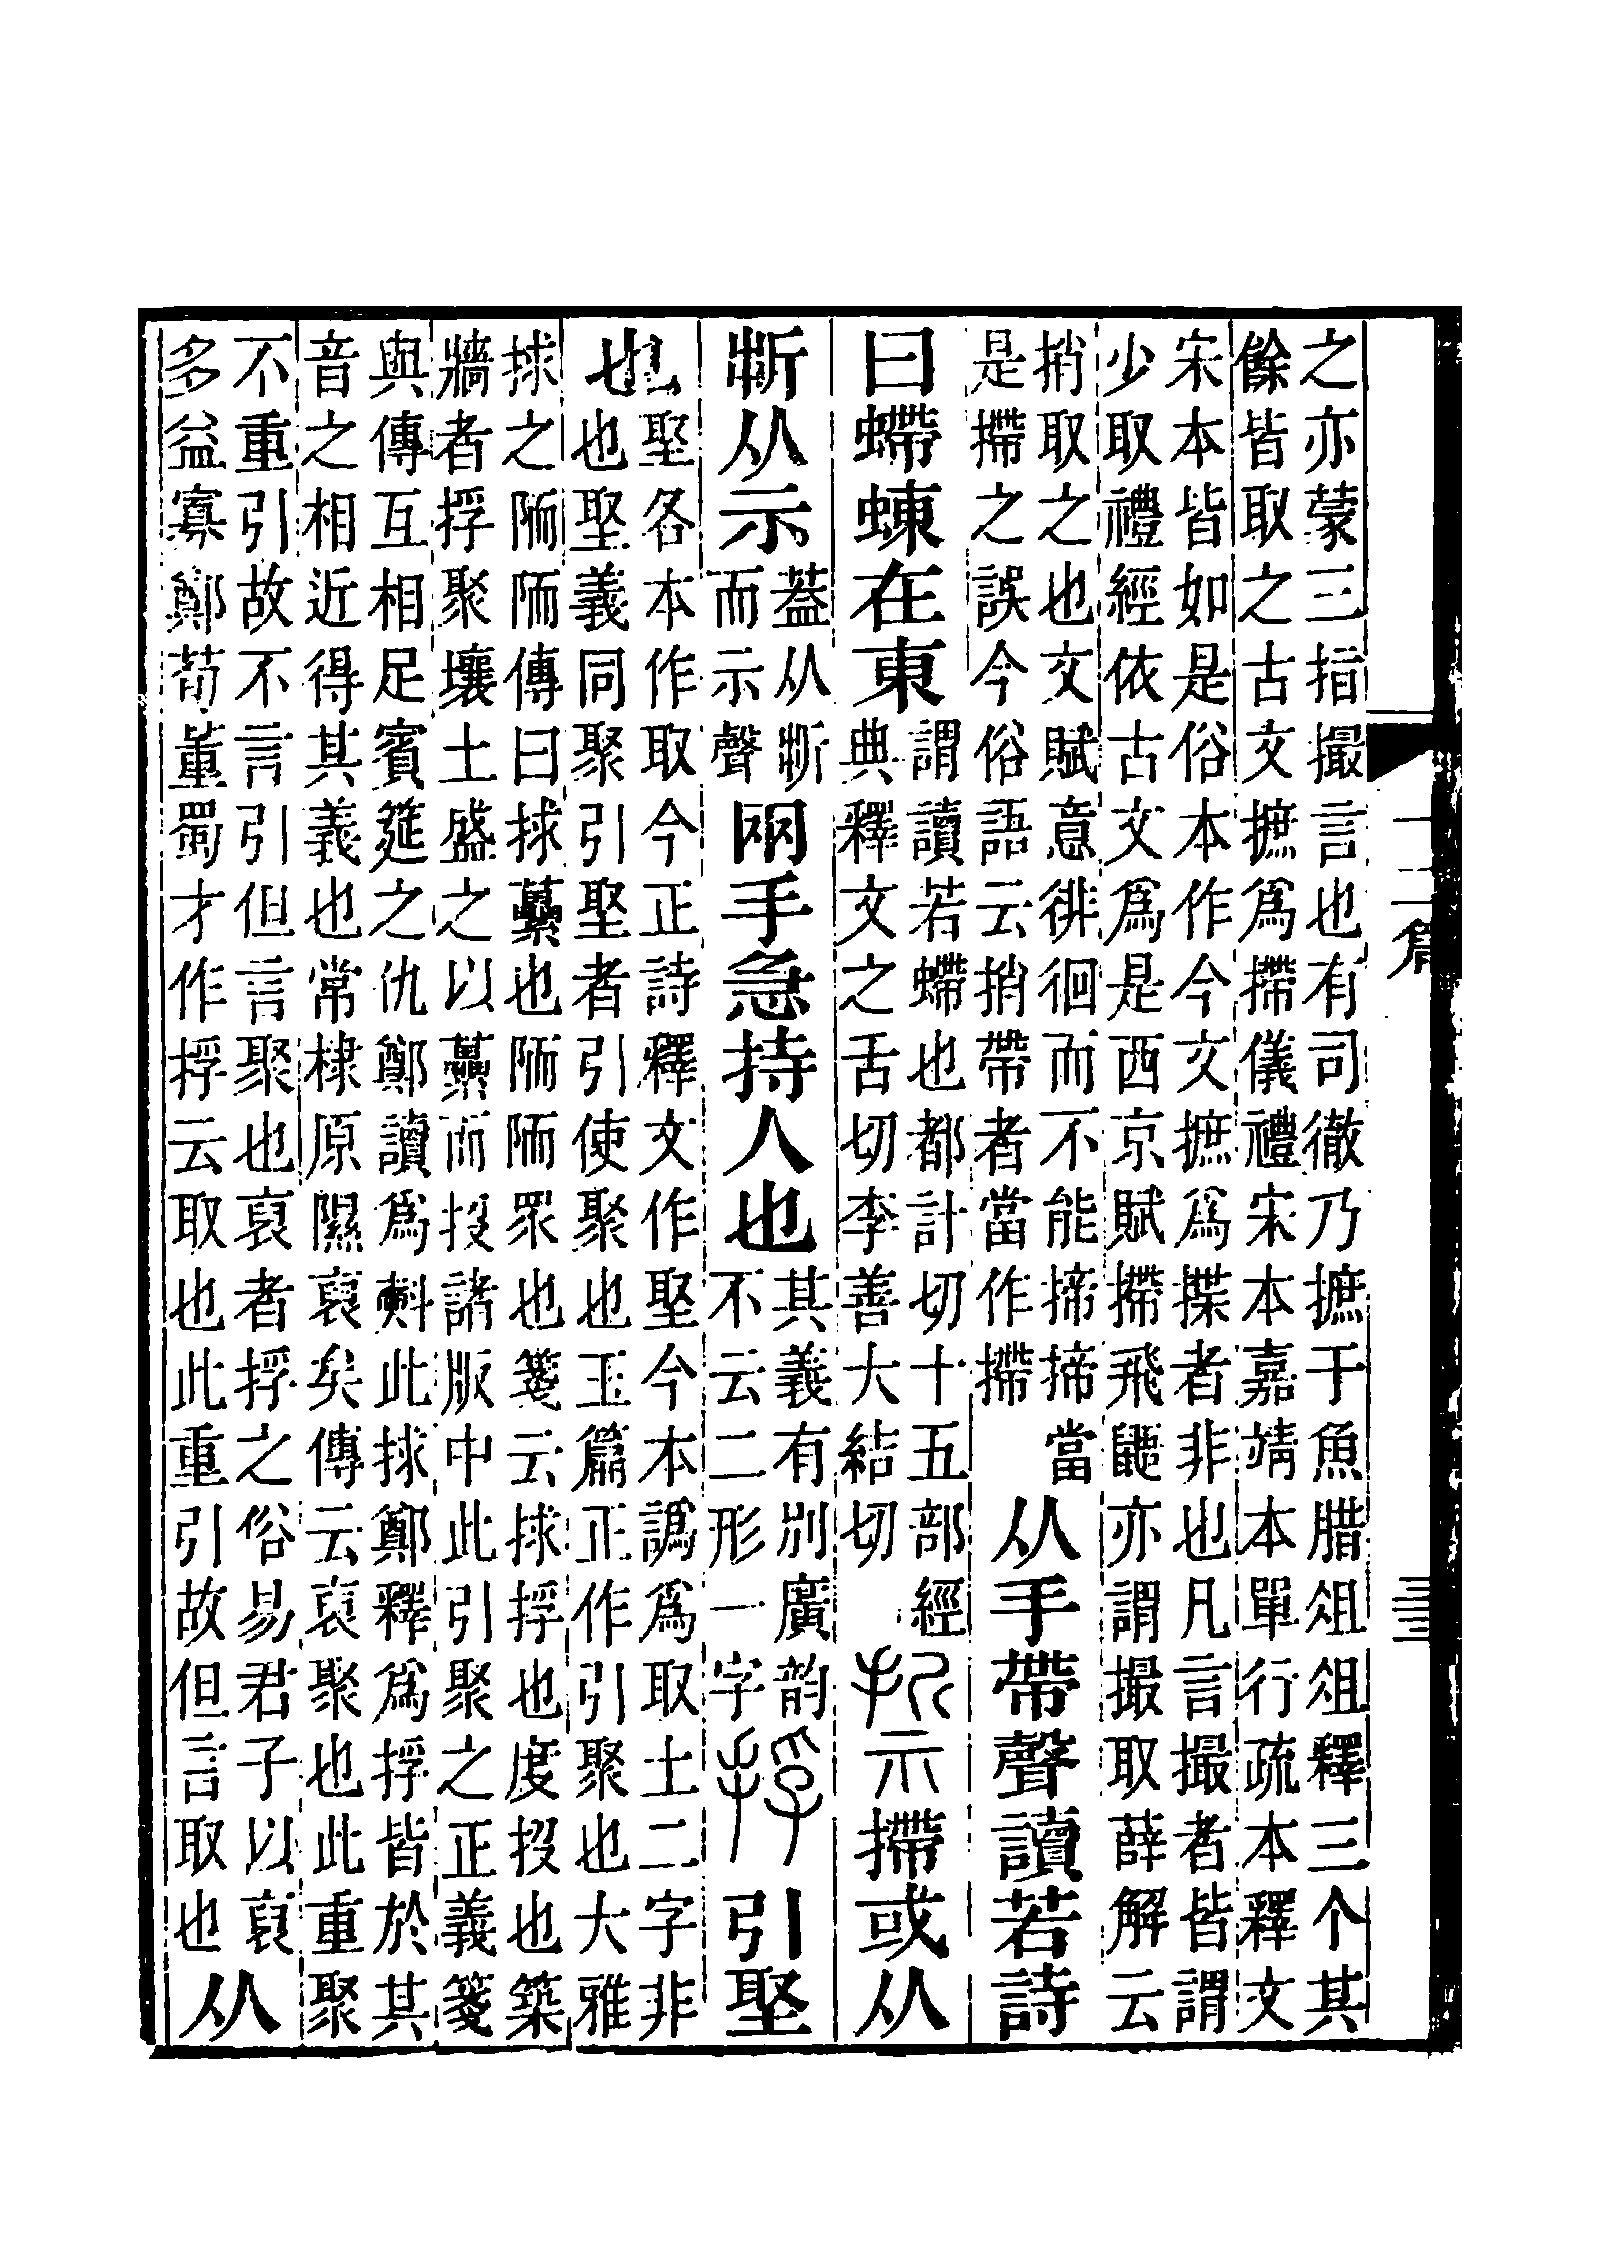 之亦蒙三指撮言也有司徹乃摭于魚腊俎俎釋三个其
餘皆取之古文摭爲摕儀禮宋本嘉靖本單行疏本釋文
宋本皆如是俗本作今文摭爲揲者非也凡言撮者皆謂
少取禮經依古文爲是西京賦摕飛鼯亦謂撮取薛解云
捎取之也文賦意徘徊而不能揥揥當
是摕之誤今俗語云捎帶者當作摕
从手帶聲讀若詩
曰螮蝀在東
謂讀若螮也都計切十五部經
典釋文之舌切李善大結切
摕或从
斯从示
蓋从斯
而示聲
网手急持人也
其義有別廣韵
不云二形一字
捊
引堅
也
堅各本作取今正詩釋文作堅今本譌爲取土二字非
也堅義同聚引堅者引使聚也玉篇正作引聚也大雅
捄之陾陾傳曰捄虆也陾陾眾也箋云捄捊也度投也築
牆者捊聚壤土盛之以虆而投諸版中此引聚之正義箋
與傳互相足賓筵之仇鄭讀爲㪺此捄鄭釋爲捊皆於其
音之相近得其義也常棣原隰裒矣傳云裒聚也此重聚
不重引故不言引但言聚也裒者捊之俗易君子以裒
多益寡鄭荀董蜀才作捊云取也此重引故但言取也
从
十二篇